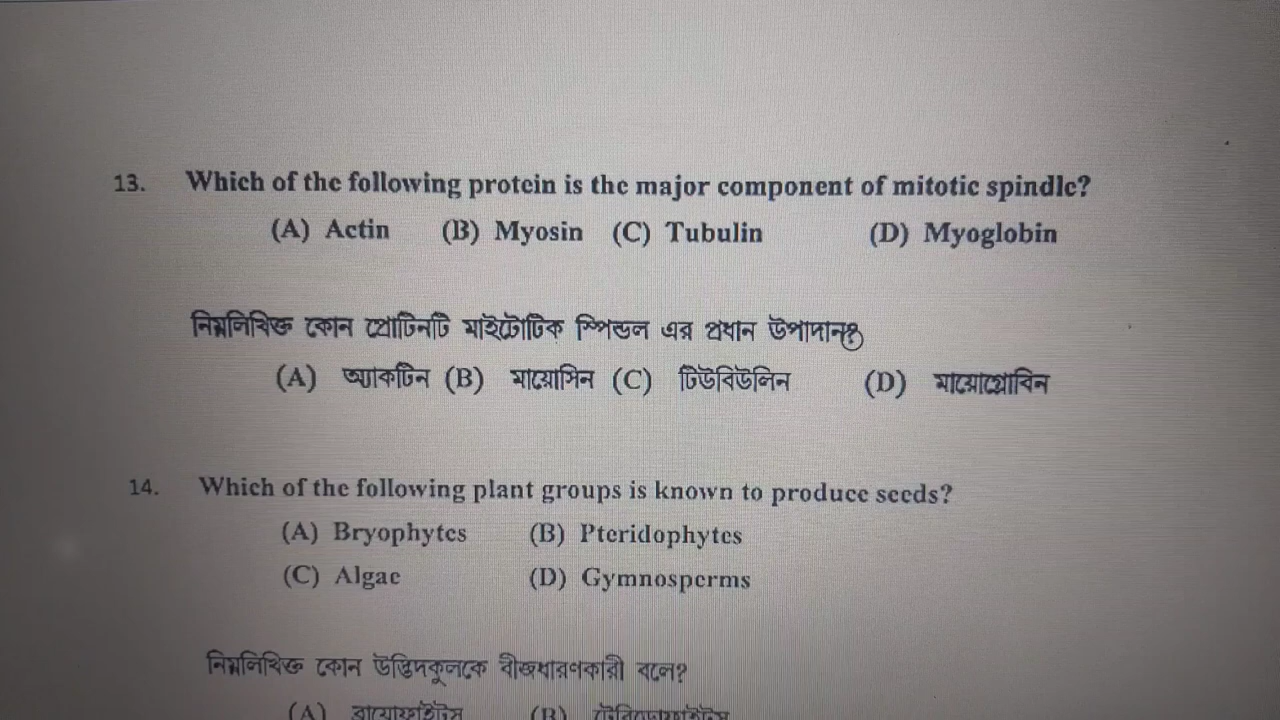 13. Which of the following protein is the major component of mitotic spindle?
(A) Actin (B) Myosin (C) Tubulin (D) Myoglobin
নিম্নলিখিত কোন প্রোটিনটি মাইটোটিক স্পিন্ডল এর প্রধান উপাদান?
(A) অ্যাকটিন (B) মায়োসিন (C) টিউবিউলিন (D) মায়োগ্লোবিন
14. Which of the following plant groups is known to produce seeds?
(A) Bryophytes (B) Pteridophytes
(C) Algae (D) Gymnosperms
নিম্নলিখিত কোন উদ্ভিদকূলকে বীজধারণকারী বলে?
(A) (B)